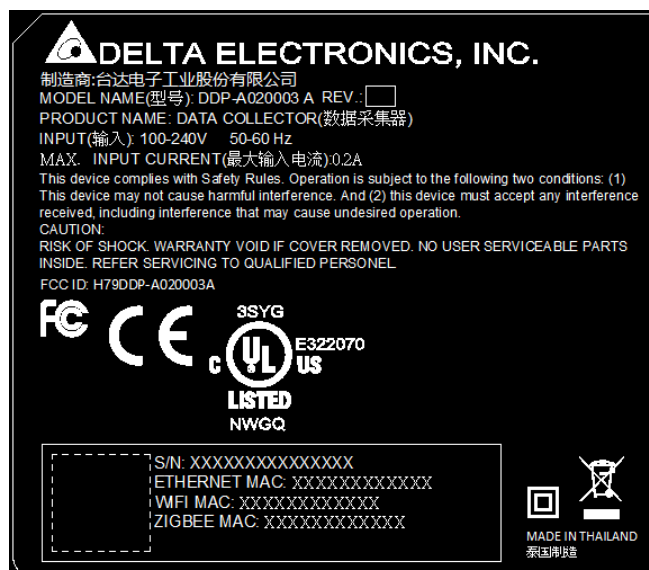 DELTA ELECTRONICS, INC.
制造商:台达电子工业股份有限公司
MODEL NAME(型号): DDP-A020003 A REV.:
PRODUCT NAME: DATA COLLECTOR(数据采集器)
INPUT(输入): 100-240V 50-60 Hz
MAX. INPUT CURRENT(最大输入电流):0.2A
This device complies with Safety Rules. Operation is subject to the following two conditions: (1)
This device may not cause harmful interference. And (2) this device must accept any interference
received, including interference that may cause undesired operation.
CAUTION:
RISK OF SHOCK. WARRANTY VOID IF COVER REMOVED. NO USER SERVICEABLE PARTS
INSIDE. REFER SERVICING TO QUALIFIED PERSONEL
FCC ID: H79DDP-A020003A
FC CE
3SYG
C UL US E322070
LISTED
NWGQ
S/N: XXXXXXXXXXXXXXX
ETHERNET MAC: XXXXXXXXXXXX
WIFI MAC: XXXXXXXXXXXX
ZIGBEE MAC: XXXXXXXXXXXX
MADE IN THAILAND
泰国制造